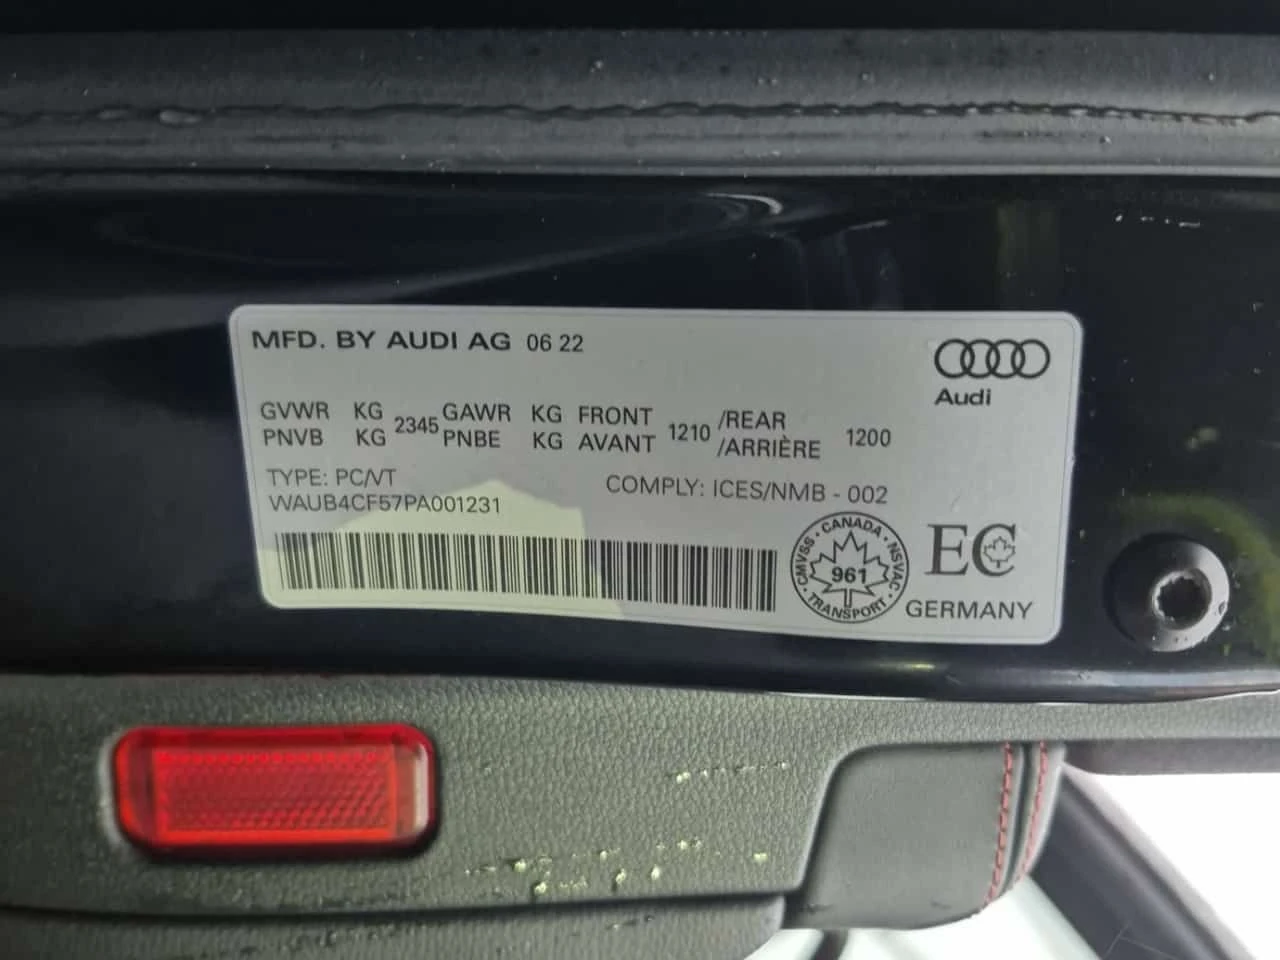 MFD. BY AUDI AG 06 22
Audi
GVWR KG 2345 GAWR KG FRONT 1210 /REAR 1200
PNVB KG PNBE KG AVANT /ARRIÈRE
TYPE: PC/VT
COMPLY: ICES/NMB - 002
WAUB4CF57PA001231
CMVSS · CANADA · NSVAC · TRANSPORT ·
961
EC
GERMANY